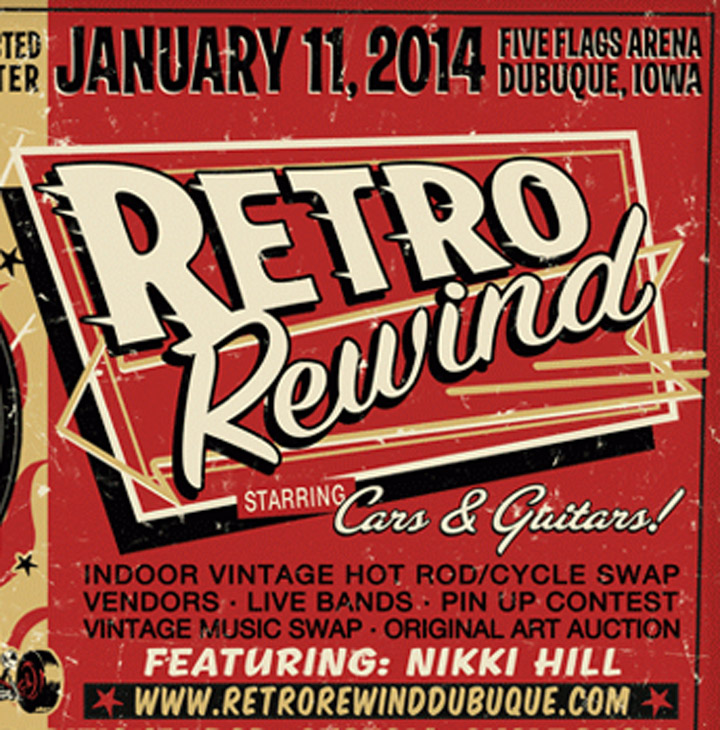 JANUARY 11, 2014
FIVE FLAGS ARENA
DUBUQUE, IOWA
RETRO
Rewind
STARRING Cars & Guitars!
INDOOR VINTAGE HOT ROD/CYCLE SWAP
VENDORS · LIVE BANDS · PIN UP CONTEST
VINTAGE MUSIC SWAP · ORIGINAL ART AUCTION
FEATURING: NIKKI HILL
WWW.RETROREWINDDUBUQUE.COM